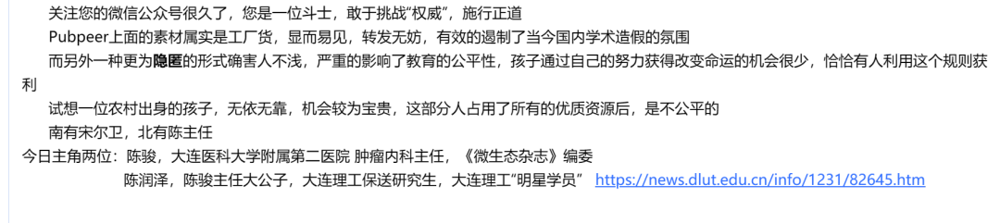 关注您的微信公众号很久了，您是一位斗士，敢于挑战“权威”，施行正道
Pubpeer上面的素材属实是工厂货，显而易见，转发无妨，有效的遏制了当今国内学术造假的氛围
而另外一种更为隐匿的形式确害人不浅，严重的影响了教育的公平性，孩子通过自己的努力获得改变命运的机会很少，恰恰有人利用这个规则获
利
试想一位农村出身的孩子，无依无靠，机会较为宝贵，这部分人占用了所有的优质资源后，是不公平的
南有宋尔卫，北有陈主任
今日主角两位：陈骏，大连医科大学附属第二医院 肿瘤内科主任，《微生态杂志》编委
陈润泽，陈骏主任大公子，大连理工保送研究生，大连理工“明星学员” https://news.dlut.edu.cn/info/1231/82645.htm